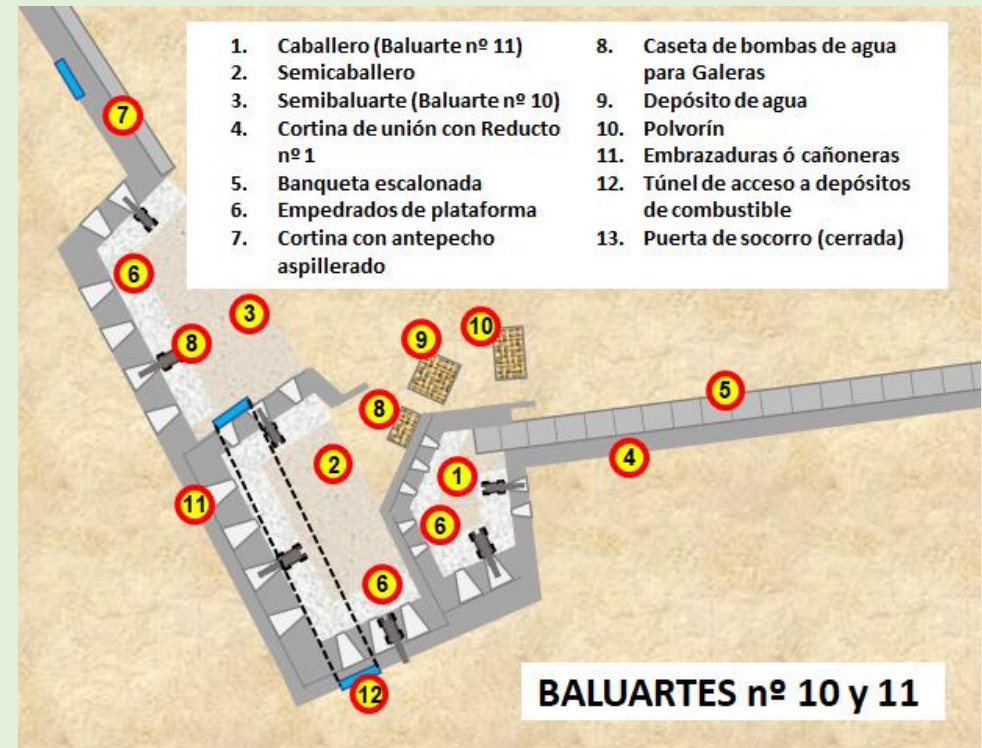 1. Caballero (Baluarte nº 11)
2. Semicaballero
3. Semibaluarte (Baluarte nº 10)
4. Cortina de unión con Reducto
nº 1
5. Banqueta escalonada
6. Empedrados de plataforma
7. Cortina con antepecho
aspillerado
8. Caseta de bombas de agua
para Galeras
9. Depósito de agua
10. Polvorín
11. Embrazaduras ó cañoneras
12. Túnel de acceso a depósitos
de combustible
13. Puerta de socorro (cerrada)
7
6
3
8
10
9
5
8
2
4
1
11
6
6
12
BALUARTES nº 10 y 11